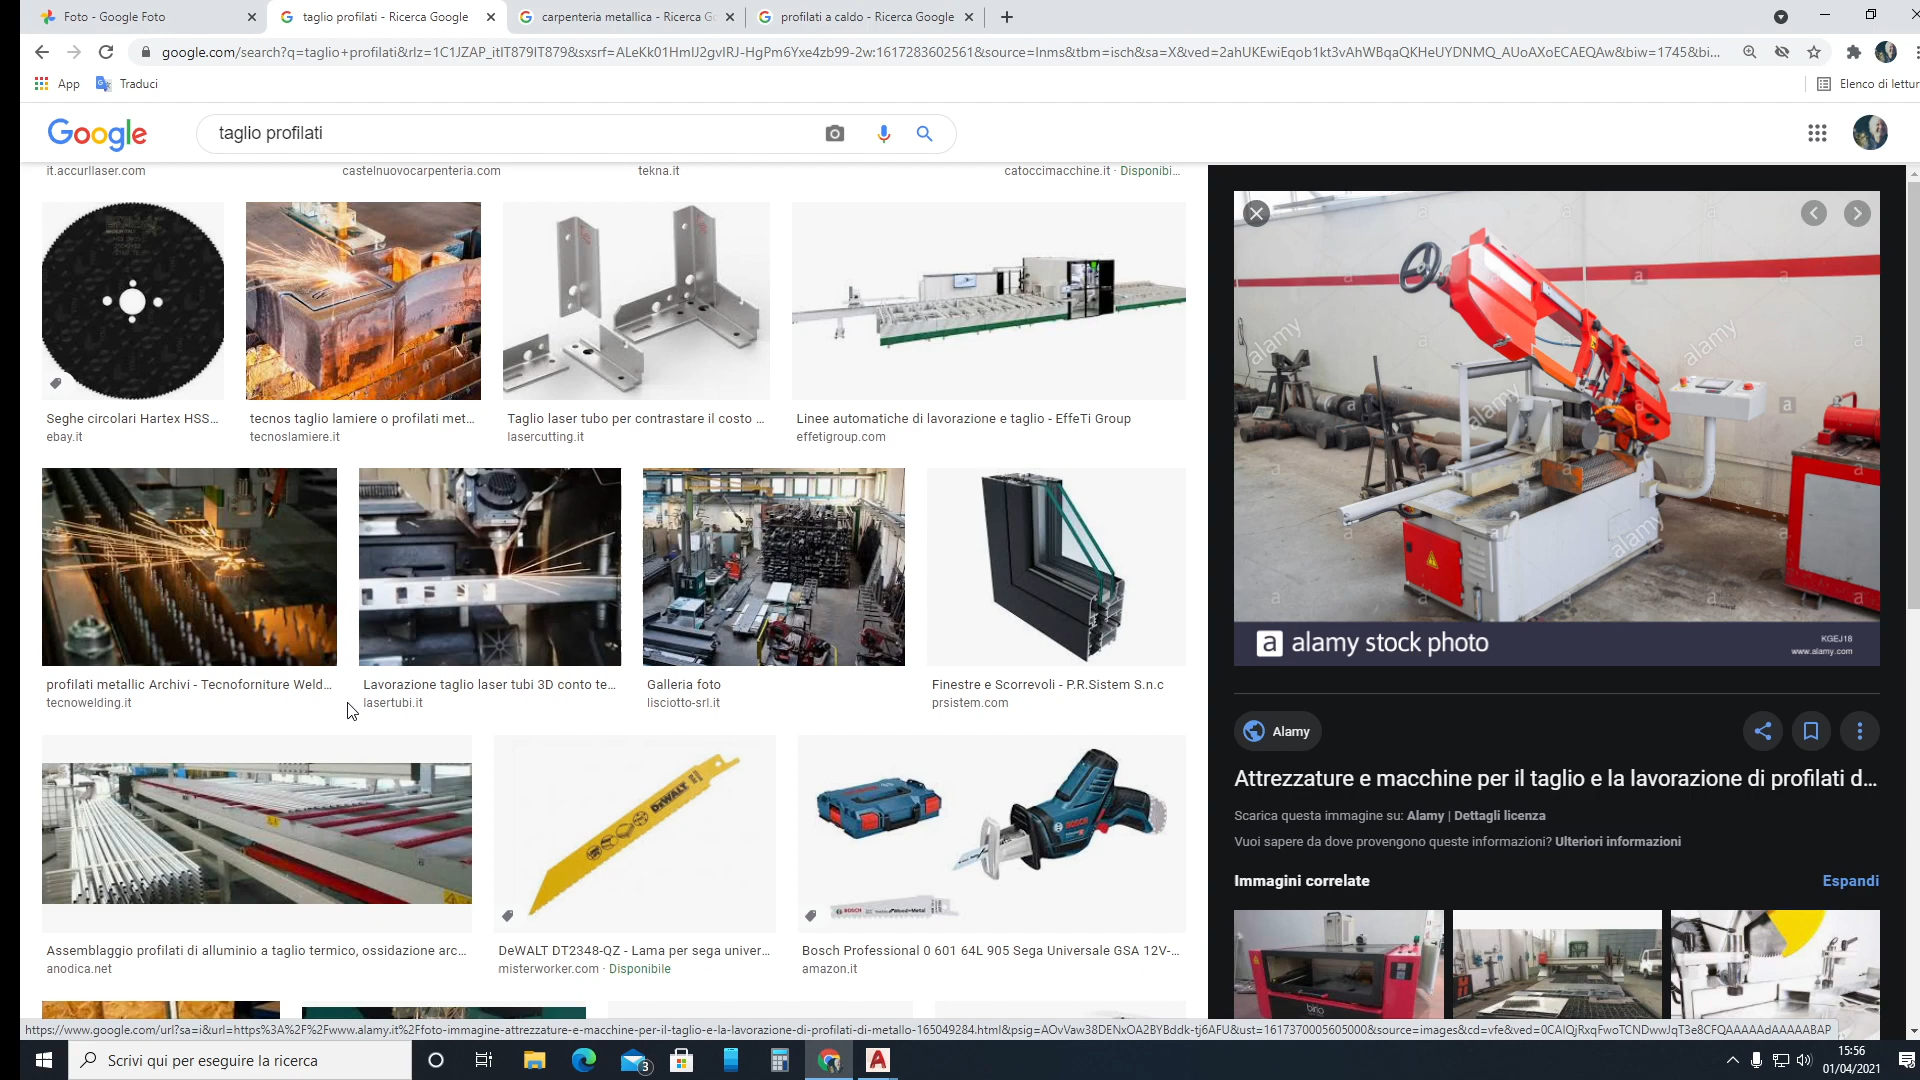 Foto - Google Foto
taglio profilati - Ricerca Google
carpenteria metallica - Ricerca Go
profilati a caldo - Ricerca Google
google.com/search?q=taglio+profilati&rlz=1C1JZAP_itIT879IT879&sxsrf=ALeKk01HmIJ2gvIRJ-HgPm6Yxe4zb99-2w:1617283602561&source=lnms&tbm=isch&sa=X&ved=2ahUKEwiEqob1kt3vAhWBqaQKHeUYDNMQ_AUoAXoECAEQAw&biw=1745&bi...
App
Traduci
Elenco di lettur
Google
taglio profilati
it.accurllaser.com
castelnuovocarpenteria.com
tekna.it
catoccimacchine.it · Disponibi...
Seghe circolari Hartex HSS...
ebay.it
tecnos taglio lamiere o profilati met...
tecnoslamiere.it
Taglio laser tubo per contrastare il costo ...
lasercutting.it
Linee automatiche di lavorazione e taglio - EffeTi Group
effetigroup.com
profilati metallic Archivi - Tecnoforniture Weld...
tecnowelding.it
Lavorazione taglio laser tubi 3D conto te...
lasertubi.it
Galleria foto
lisciotto-srl.it
Finestre e Scorrevoli - P.R.Sistem S.n.c
prsistem.com
DEWALT
BOSCH
Assemblaggio profilati di alluminio a taglio termico, ossidazione arc...
anodica.net
DeWALT DT2348-QZ - Lama per sega univer...
misterworker.com · Disponibile
Bosch Professional 0 601 64L 905 Sega Universale GSA 12V-...
amazon.it
alamy
alamy
alamy
alamy
a alamy stock photo
KGEJ18
www.alamy.com
Alamy
Attrezzature e macchine per il taglio e la lavorazione di profilati d...
Scarica questa immagine su: Alamy | Dettagli licenza
Vuoi sapere da dove provengono queste informazioni? Ulteriori informazioni
Immagini correlate
Espandi
https://www.google.com/url?sa=i&url=https%3A%2F%2Fwww.alamy.it%2Ffoto-immagine-attrezzature-e-macchine-per-il-taglio-e-la-lavorazione-di-profilati-di-metallo-165049284.html&psig=AOvVaw38DENxOA2BYBddk-tj6AFU&ust=1617370005605000&source=images&cd=vfe&ved=0CAIQjRxqFwoTCNDwwJqT3e8CFQAAAAAdAAAAABAP
Scrivi qui per eseguire la ricerca
3
15:56
01/04/2021